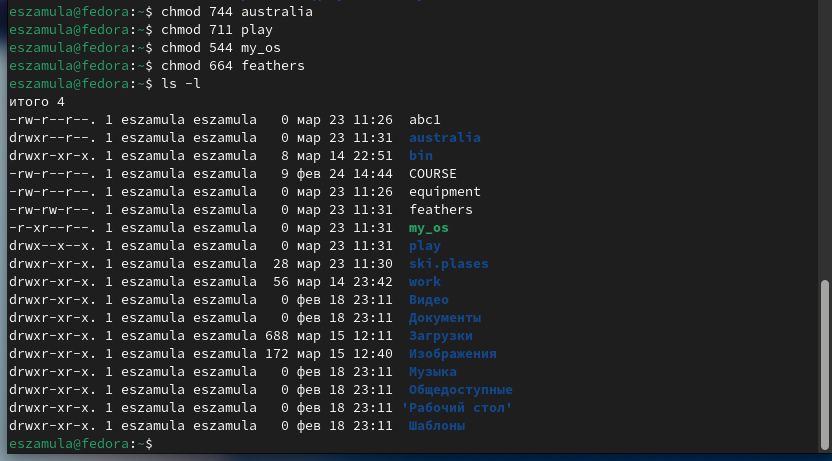 eszamula@fedora:~$ chmod 744 australia
eszamula@fedora:~$ chmod 711 play
eszamula@fedora:~$ chmod 544 my_os
eszamula@fedora:~$ chmod 664 feathers
eszamula@fedora:~$ ls -l
итого 4
-rw-r--r--. 1 eszamula eszamula   0 мар 23 11:26  abc1
drwxr--r--. 1 eszamula eszamula   0 мар 23 11:31  australia
drwxr-xr-x. 1 eszamula eszamula   8 мар 14 22:51  bin
-rw-r--r--. 1 eszamula eszamula   9 фев 24 14:44  COURSE
-rw-r--r--. 1 eszamula eszamula   0 мар 23 11:26  equipment
-rw-rw-r--. 1 eszamula eszamula   0 мар 23 11:31  feathers
-r-xr--r--. 1 eszamula eszamula   0 мар 23 11:31  my_os
drwx--x--x. 1 eszamula eszamula   0 мар 23 11:31  play
drwxr-xr-x. 1 eszamula eszamula  28 мар 23 11:30  ski.plases
drwxr-xr-x. 1 eszamula eszamula  56 мар 14 23:42  work
drwxr-xr-x. 1 eszamula eszamula   0 фев 18 23:11  Видео
drwxr-xr-x. 1 eszamula eszamula   0 фев 18 23:11  Документы
drwxr-xr-x. 1 eszamula eszamula 688 мар 15 12:11  Загрузки
drwxr-xr-x. 1 eszamula eszamula 172 мар 15 12:40  Изображения
drwxr-xr-x. 1 eszamula eszamula   0 фев 18 23:11  Музыка
drwxr-xr-x. 1 eszamula eszamula   0 фев 18 23:11  Общедоступные
drwxr-xr-x. 1 eszamula eszamula   0 фев 18 23:11 'Рабочий стол'
drwxr-xr-x. 1 eszamula eszamula   0 фев 18 23:11  Шаблоны
eszamula@fedora:~$